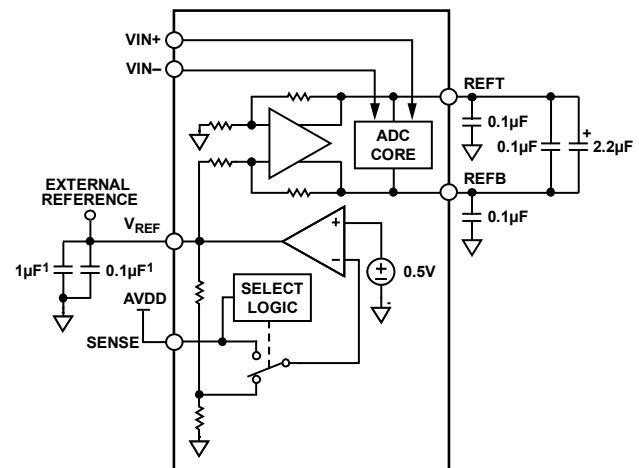 VIN+
VIN–
REFT
0.1µF
ADC
CORE
0.1µF
+
2.2µF
REFB
0.1µF
EXTERNAL
REFERENCE
VREF
+
–
0.5V
1µF¹
0.1µF¹
SELECT
LOGIC
AVDD
SENSE